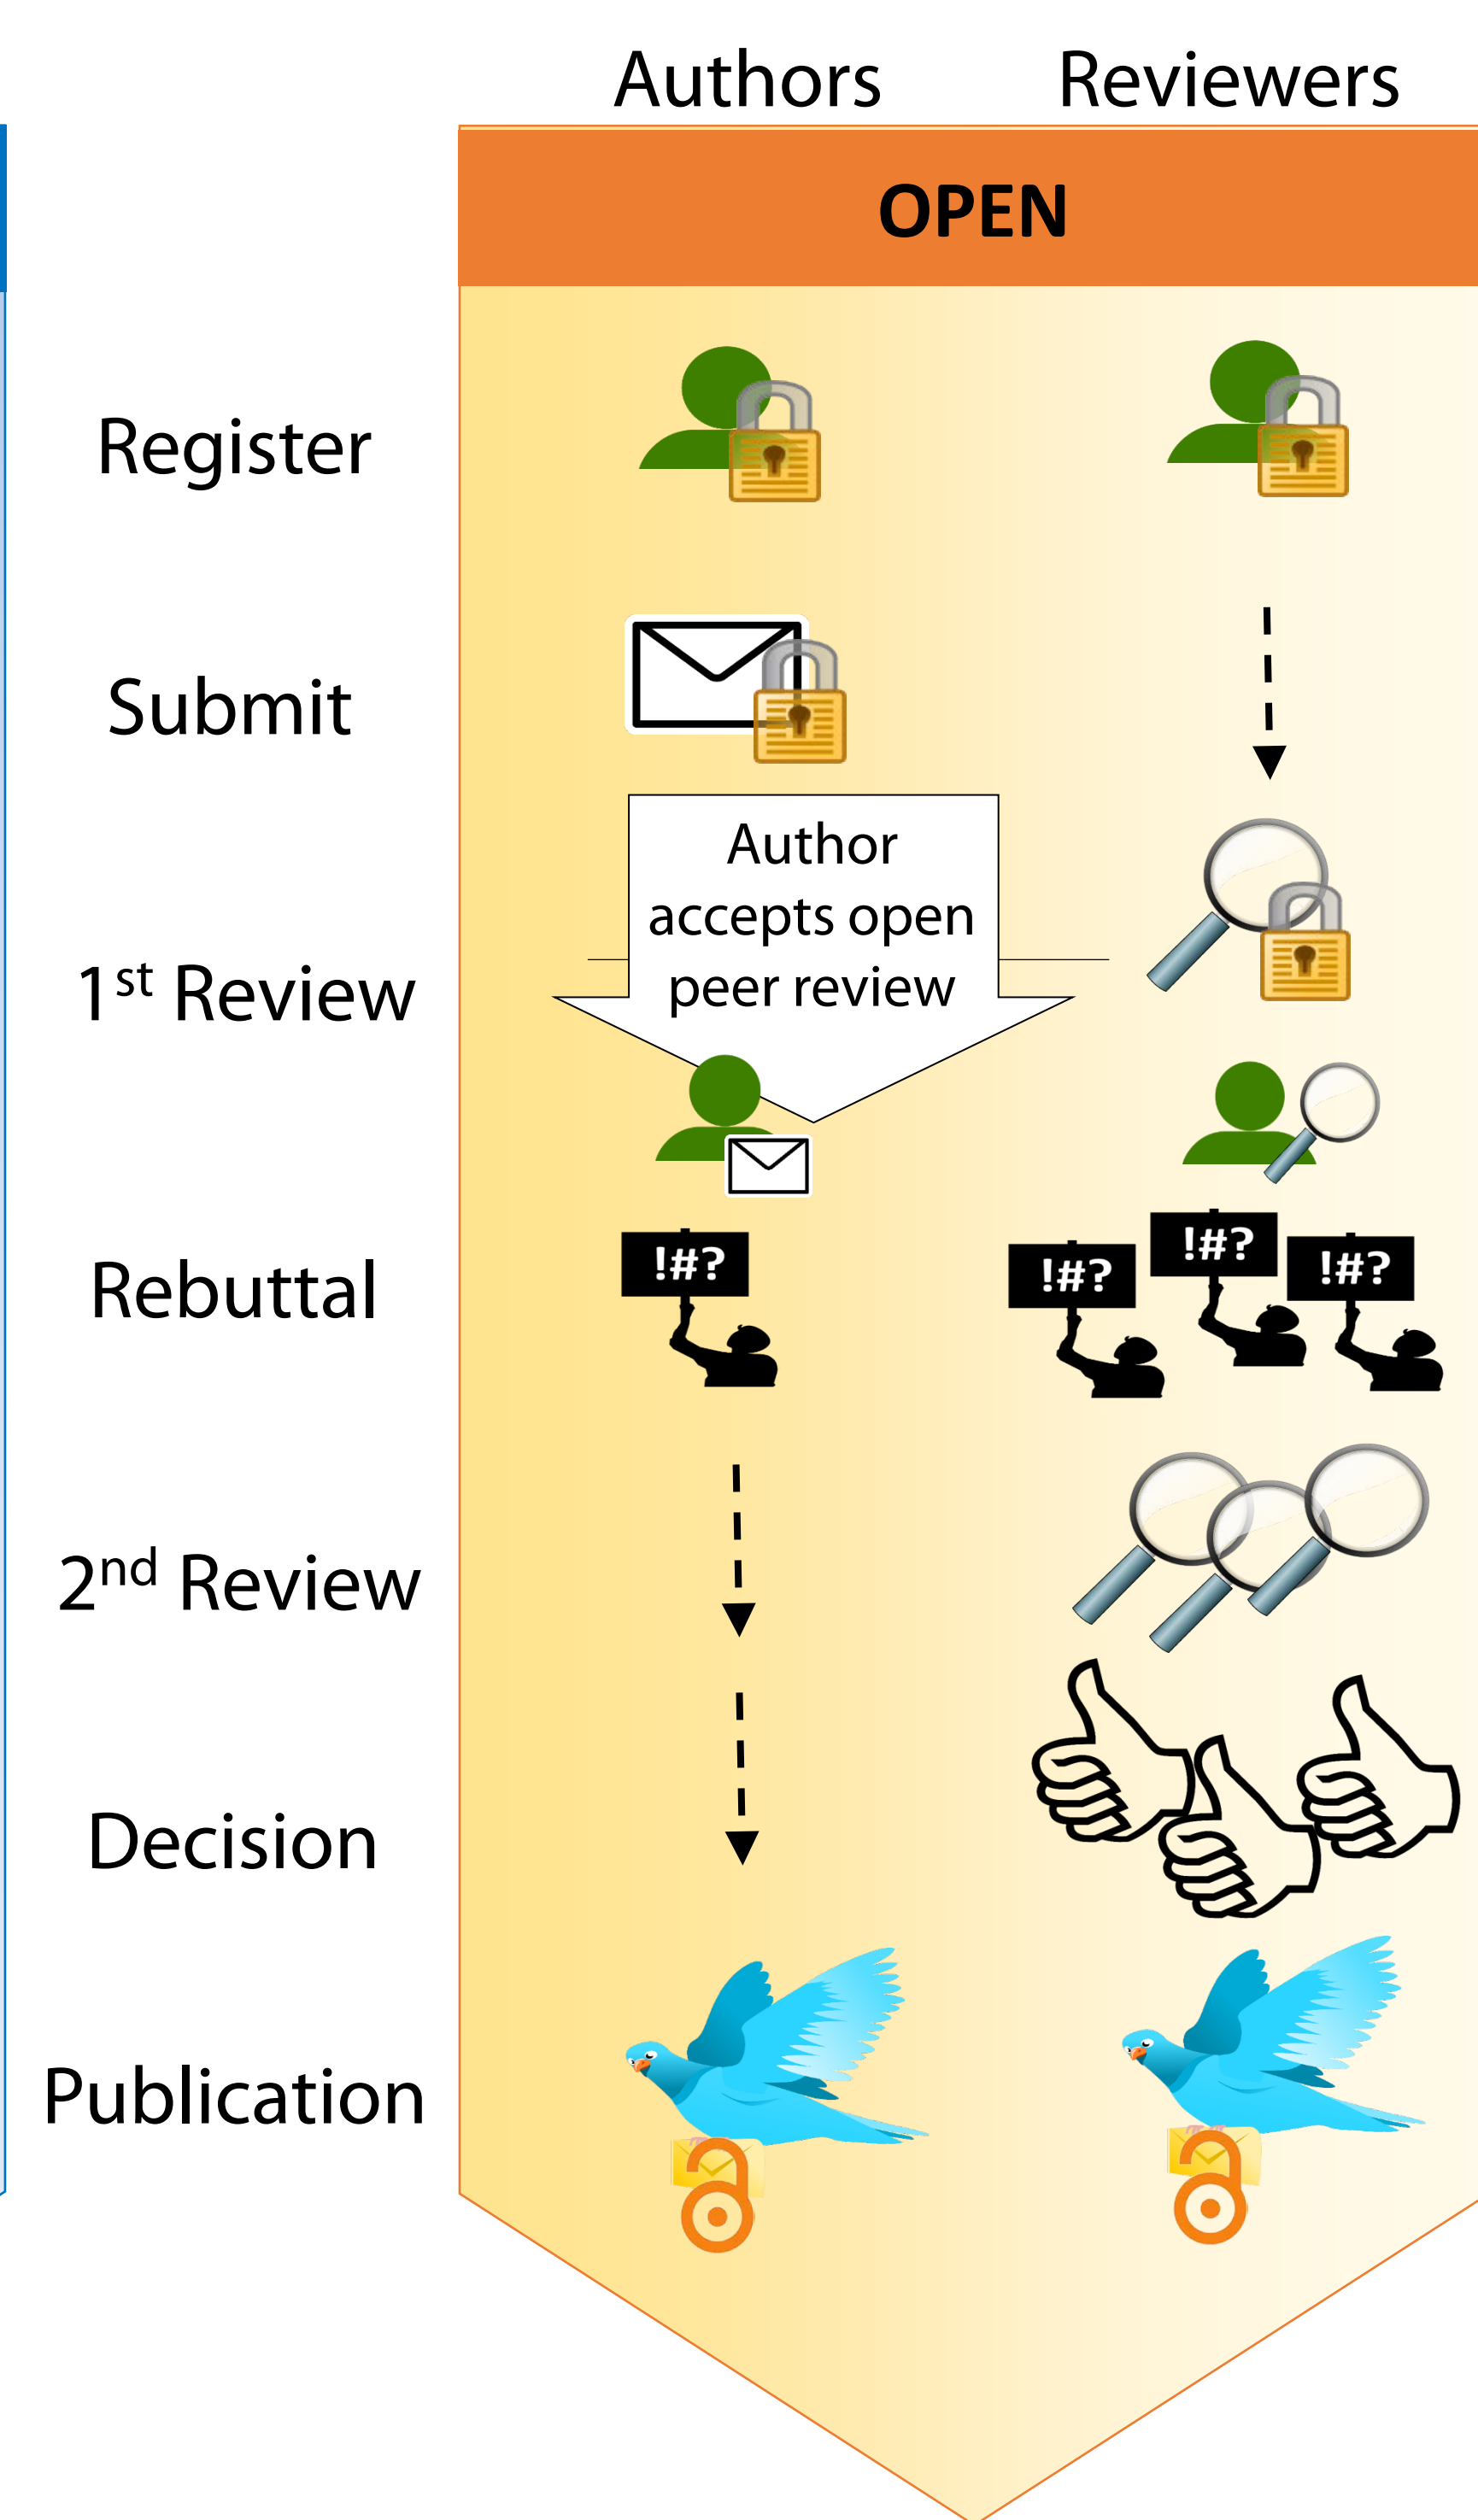 Authors Reviewers
OPEN
Register
Submit
Author
accepts open
peer review
1st Review
!#?
!#?
!#?
!#?
Rebuttal
2nd Review
Decision
Publication